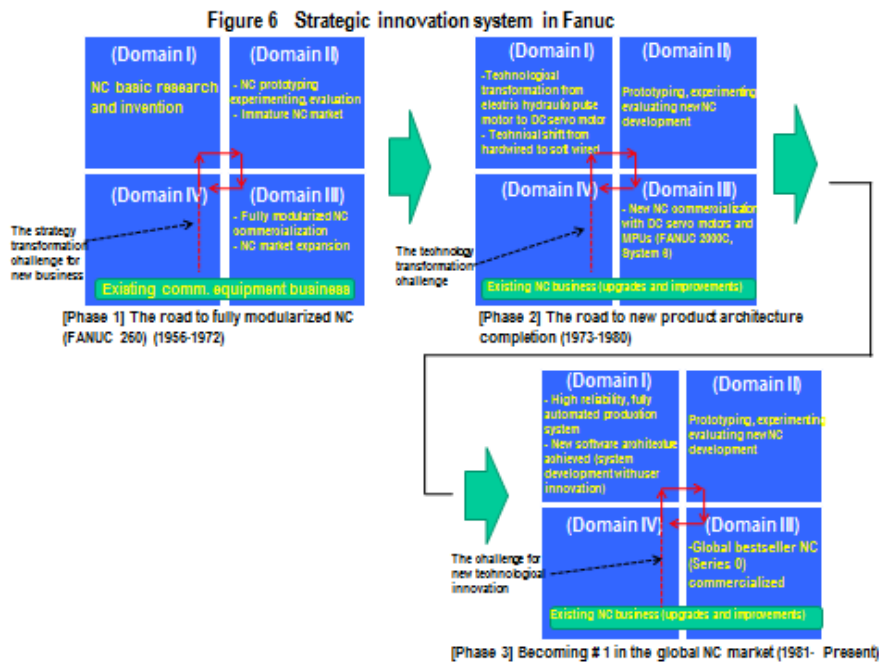 Figure 6 Strategic innovation system in Fanuc
(Domain I)
NC basic research
and invention
(Domain II)
- NC prototyping
experimenting, evaluation
- Immature NC market
(Domain IV)
(Domain III)
- Fully modularized NC
commercialization
- NC market expansion
The strategy
transformation
challenge for
new business
Existing comm. equipment business
[Phase 1] The road to fully modularized NC
(FANUC 260) (1956-1972)
(Domain I)
-Technological
transformation from
electric hydraulic pulse
motor to DC servo motor
- Technical shift from
hardwired to soft wired
(Domain II)
Prototyping, experimenting
evaluating new NC
development
(Domain IV)
(Domain III)
- New NC commercialization
with DC servo motors and
MPUs (FANUC 2000C,
System 6)
The technology
transformation
challenge
Existing NC business (upgrades and improvements)
[Phase 2] The road to new product architecture
completion (1973-1980)
(Domain I)
- High reliability, fully
automated production
system
- New software architecture
achieved (system
development with user
innovation)
(Domain II)
Prototyping, experimenting
evaluating new NC
development
(Domain IV)
(Domain III)
-Global bestseller NC
(Series 0)
commercialized
The challenge for
new technological
innovation
Existing NC business (upgrades and improvements)
[Phase 3] Becoming # 1 in the global NC market (1981- Present)